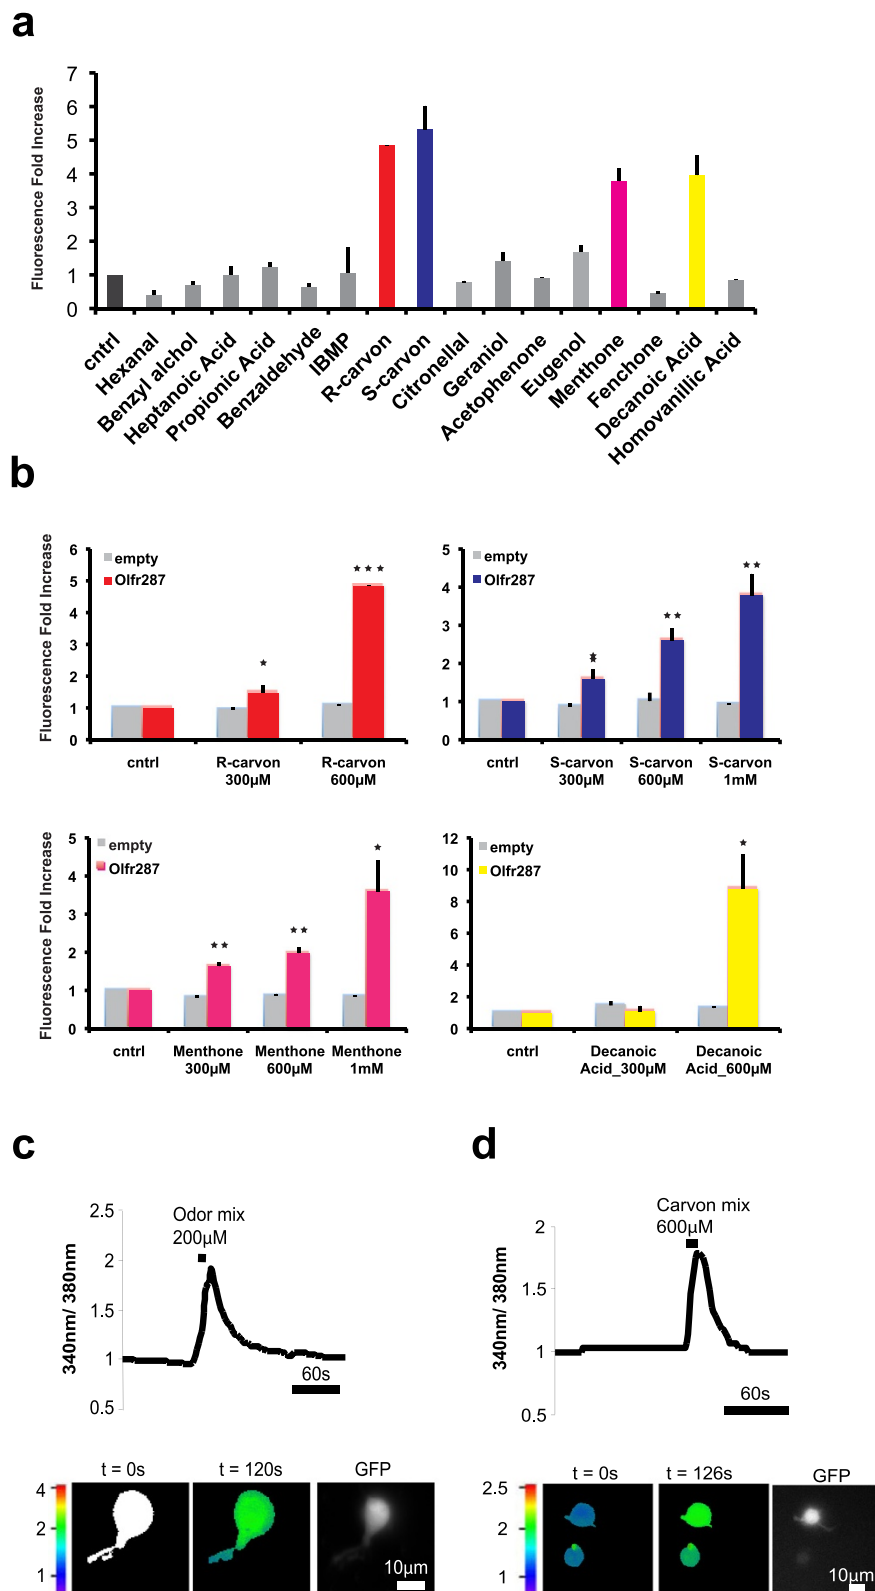 a
Fluorescence Fold Increase
7
6
5
4
3
2
1
0
cntrl
Hexanal
Benzyl alchol
Heptanoic Acid
Propionic Acid
Benzaldehyde
IBMP
R-carvon
S-carvon
Citronellal
Geraniol
Acetophenone
Eugenol
Menthone
Fenchone
Decanoic Acid
Homovanillic Acid
b
Fluorescence Fold Increase
6
5
4
3
2
1
0
empty
Olfr287
cntrl
R-carvon
300µM
R-carvon
600µM
5
4
3
2
1
0
empty
Olfr287
cntrl
S-carvon
300µM
S-carvon
600µM
S-carvon
1mM
Fluorescence Fold Increase
5
4
3
2
1
0
empty
Olfr287
cntrl
Menthone
300µM
Menthone
600µM
Menthone
1mM
12
10
8
6
4
2
0
empty
Olfr287
cntrl
Decanoic
Acid_300µM
Decanoic
Acid_600µM
c
340nm/ 380nm
2.5
2
1.5
1
0.5
Odor mix
200µM
60s
t = 0s
t = 120s
GFP
4
2
1
10µm
d
340nm/ 380nm
2
1.5
1
0.5
Carvon mix
600µM
60s
t = 0s
t = 126s
GFP
2.5
2
1
10µm